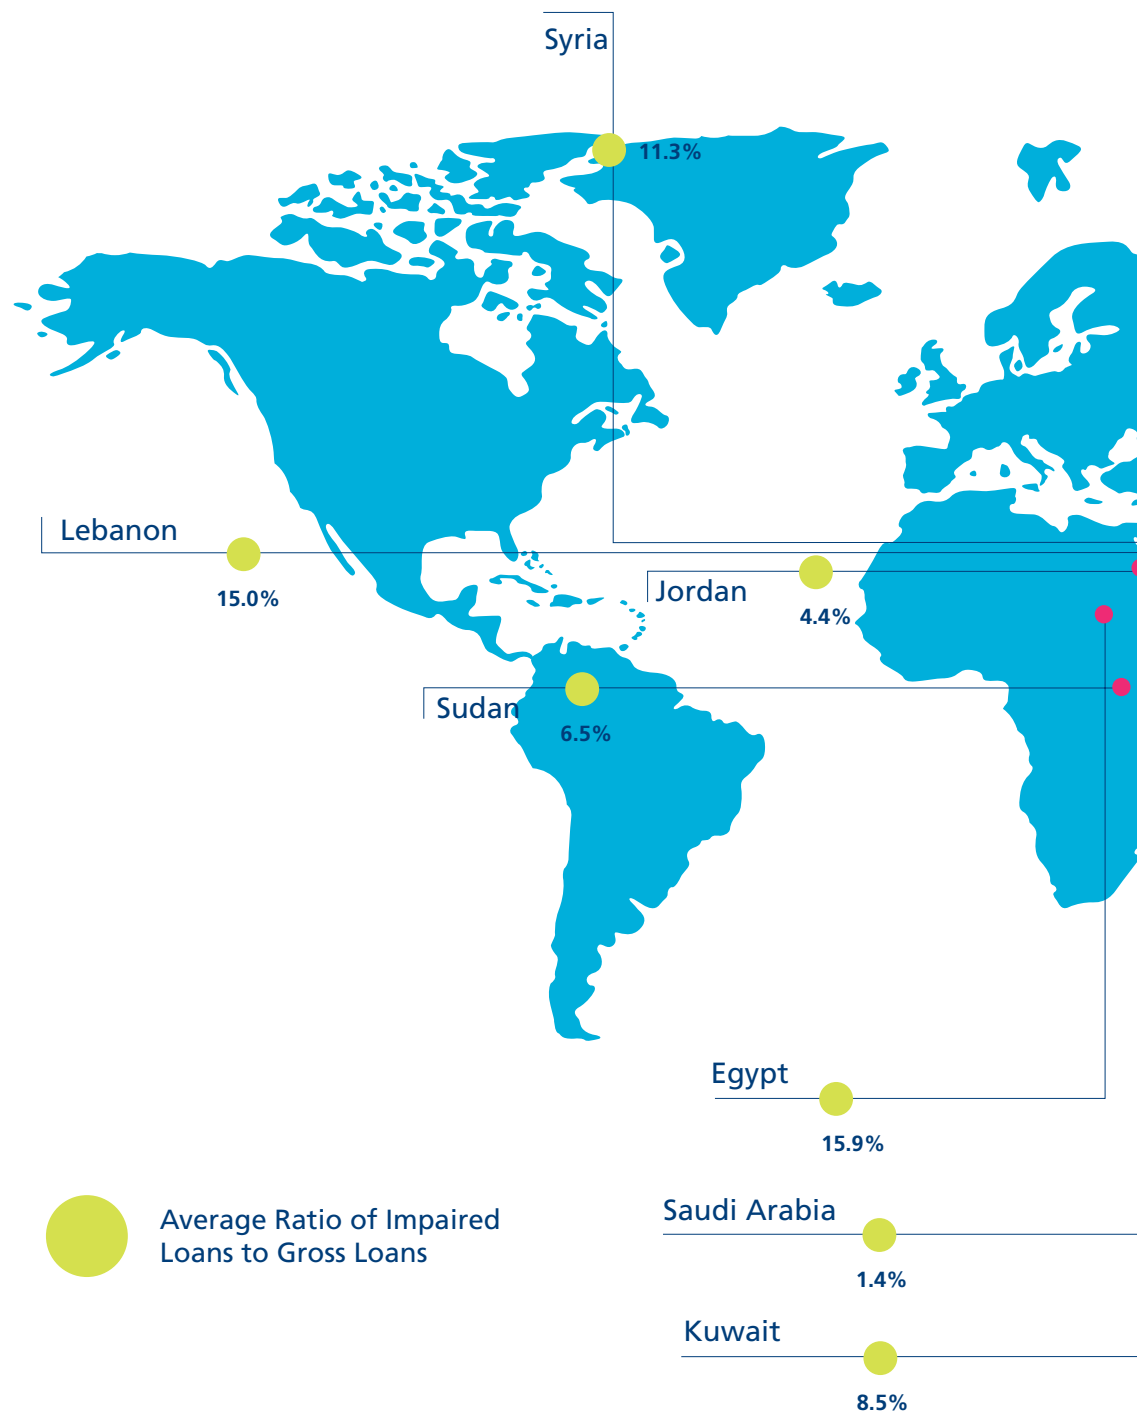 Syria
11.3%
Lebanon
15.0%
Jordan
4.4%
Sudan
6.5%
Egypt
15.9%
Average Ratio of Impaired
Loans to Gross Loans
Saudi Arabia
1.4%
Kuwait
8.5%